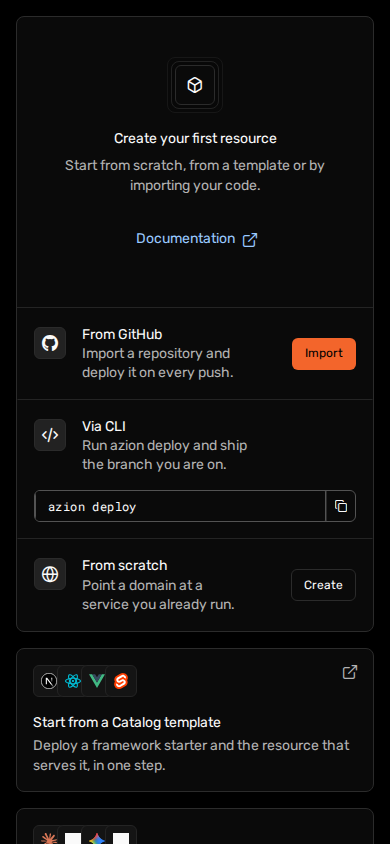 Create your first resource
Start from scratch, from a template or by
importing your code.
Documentation
From GitHub
Import a repository and
deploy it on every push.
Import
Via CLI
Run azion deploy and ship
the branch you are on.
azion deploy
From scratch
Point a domain at a
service you already run.
Create
Start from a Catalog template
Deploy a framework starter and the resource that
serves it, in one step.